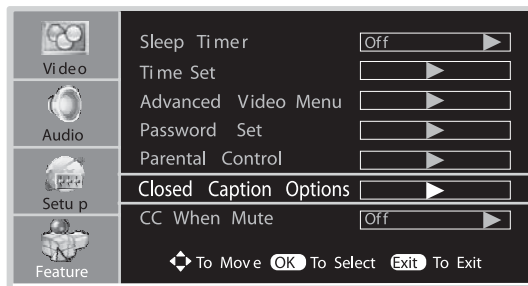 Video
Audio
Setup
Feature
Sleep Timer Off
Time Set
Advanced Video Menu
Password Set
Parental Control
Closed Caption Options
CC When Mute Off
To Move OK To Select Exit To Exit